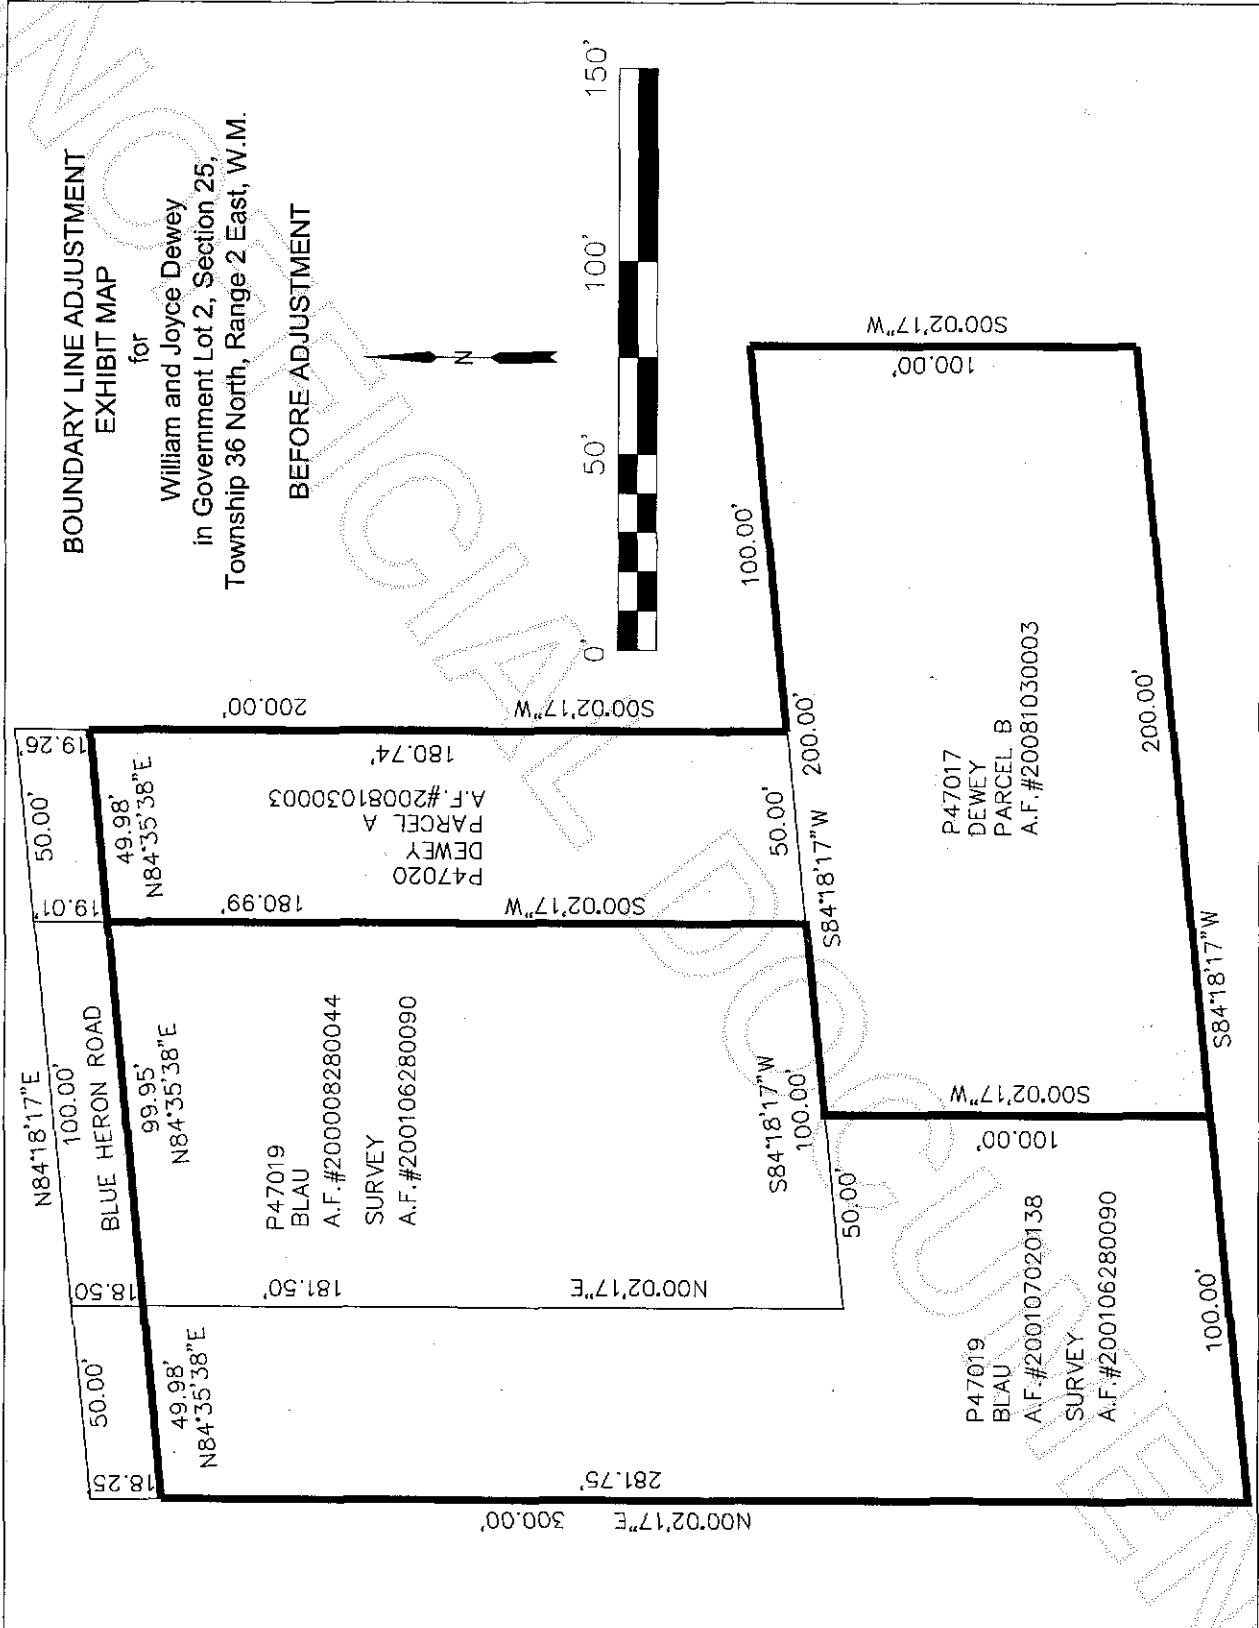 BOUNDARY LINE ADJUSTMENT
EXHIBIT MAP
for
William and Joyce Dewey
in Government Lot 2, Section 25,
Township 36 North, Range 2 East, W.M.
BEFORE ADJUSTMENT
N
0'
50'
100'
150'
N84°18'17"E
50.00'
100.00'
50.00'
18.25'
18.50'
19.01'
19.26'
BLUE HERON ROAD
49.98'
N84°35'38"E
99.95'
N84°35'38"E
49.98'
N84°35'38"E
N00°02'17"E 300.00'
281.75'
181.50'
N00°02'17"E
P47019
BLAU
A.F.#200008280044
SURVEY
A.F.#200106280090
180.99'
S00°02'17"W
P47020
DEWEY
PARCEL A
A.F.#200810030003
180.74'
200.00'
S00°02'17"W
S84°18'17"W
100.00'
50.00'
50.00'
S84°18'17"W
200.00'
100.00'
P47019
BLAU
A.F.#200107020138
SURVEY
A.F.#200106280090
100.00'
S00°02'17"W
100.00'
P47017
DEWEY
PARCEL B
A.F.#200810030003
100.00'
S00°02'17"W
200.00'
S84°18'17"W
UNOFFICIAL DOCUMENT